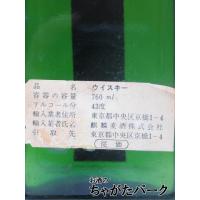 品名 ウイスキー
容器の容量 760 ml
アルコール分 43度
輸入業者住所 東京都中央区京橋1-4
輸入業者氏名 麒麟麦酒株式会社
引取先 東京都中央区京橋1-4
(従価)
お酒の
ちゃがたパーク